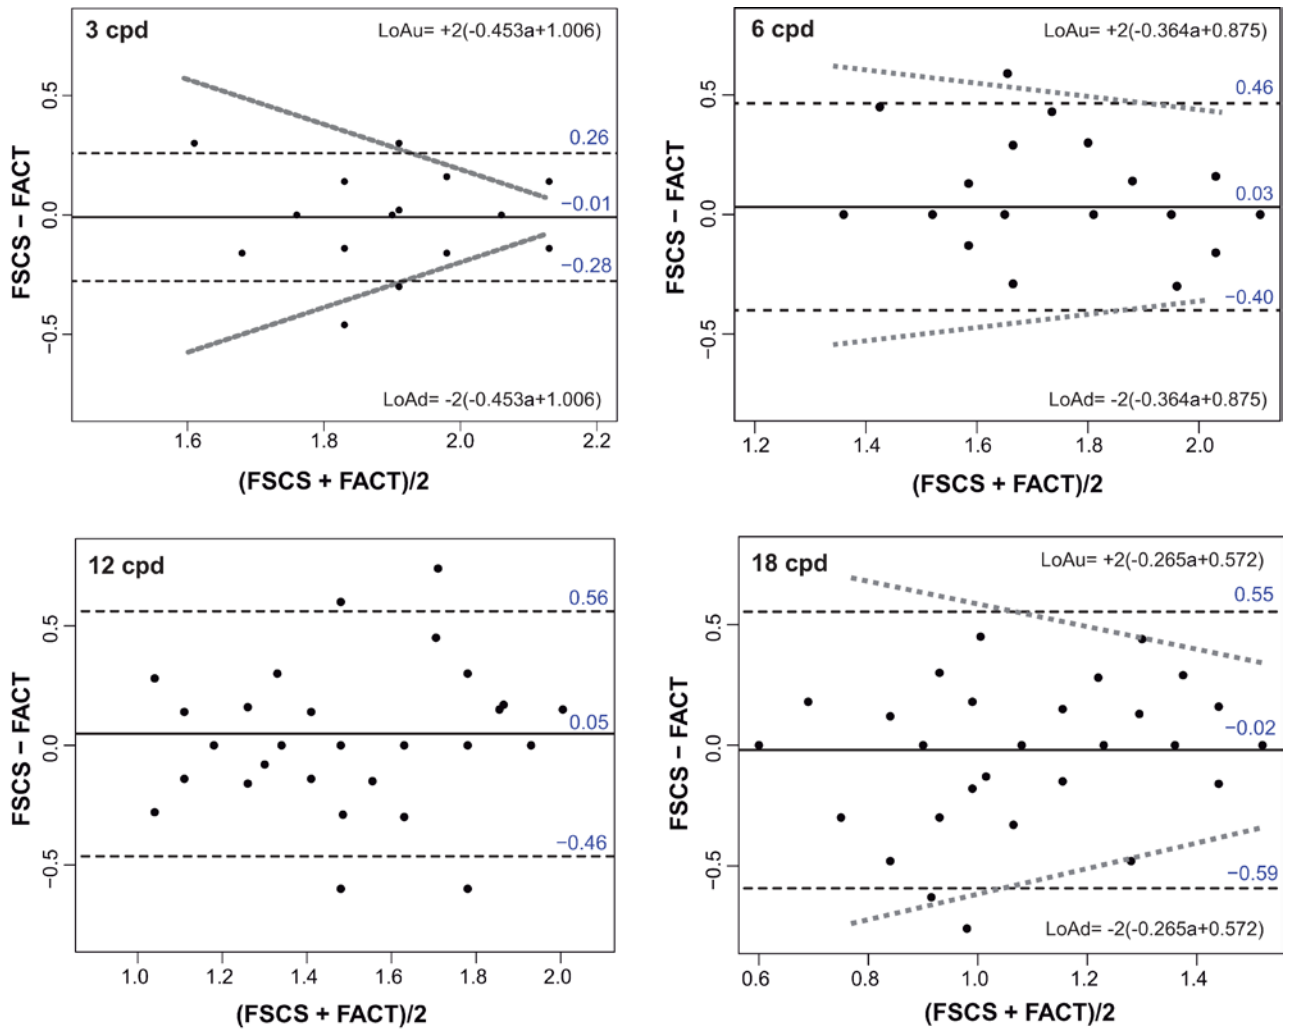 3 cpd
LoAu= +2(-0.453a+1.006)
0.5
0.0
−0.5
FSCS − FACT
0.26
−0.01
−0.28
LoAd= -2(-0.453a+1.006)
1.6 1.8 2.0 2.2
(FSCS + FACT)/2
6 cpd
LoAu= +2(-0.364a+0.875)
0.5
0.0
−0.5
FSCS − FACT
0.46
0.03
−0.40
LoAd= -2(-0.364a+0.875)
1.2 1.4 1.6 1.8 2.0
(FSCS + FACT)/2
12 cpd
0.5
0.0
−0.5
FSCS − FACT
0.56
0.05
−0.46
1.0 1.2 1.4 1.6 1.8 2.0
(FSCS + FACT)/2
18 cpd
LoAu= +2(-0.265a+0.572)
0.5
0.0
−0.5
FSCS − FACT
0.55
−0.02
−0.59
LoAd= -2(-0.265a+0.572)
0.6 0.8 1.0 1.2 1.4
(FSCS + FACT)/2